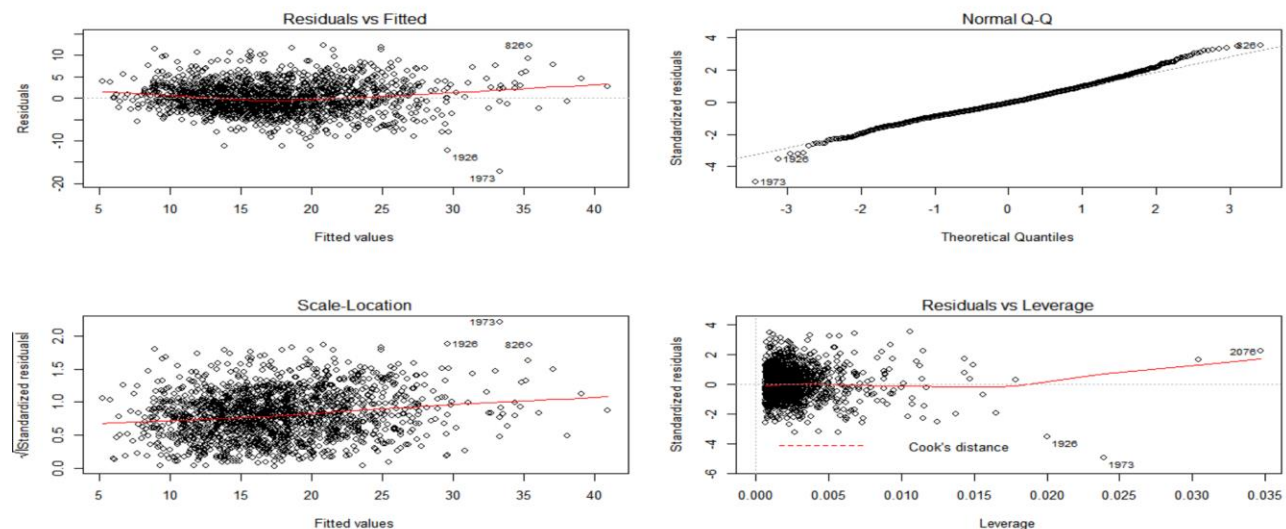 Residuals vs Fitted
Residuals
10
5
0
-10
-20
826
1926
1973
5 10 15 20 25 30 35 40
Fitted values
Normal Q-Q
Standardized residuals
4
2
0
-2
-4
826
1926
1973
-3 -2 -1 0 1 2 3
Theoretical Quantiles
Scale-Location
√|Standardized residuals|
2.0
1.5
1.0
0.5
0.0
1973
1926
826
5 10 15 20 25 30 35 40
Fitted values
Residuals vs Leverage
Standardized residuals
4
2
0
-2
-4
-6
2076
1926
1973
Cook's distance
0.000 0.005 0.010 0.015 0.020 0.025 0.030 0.035
Leverage